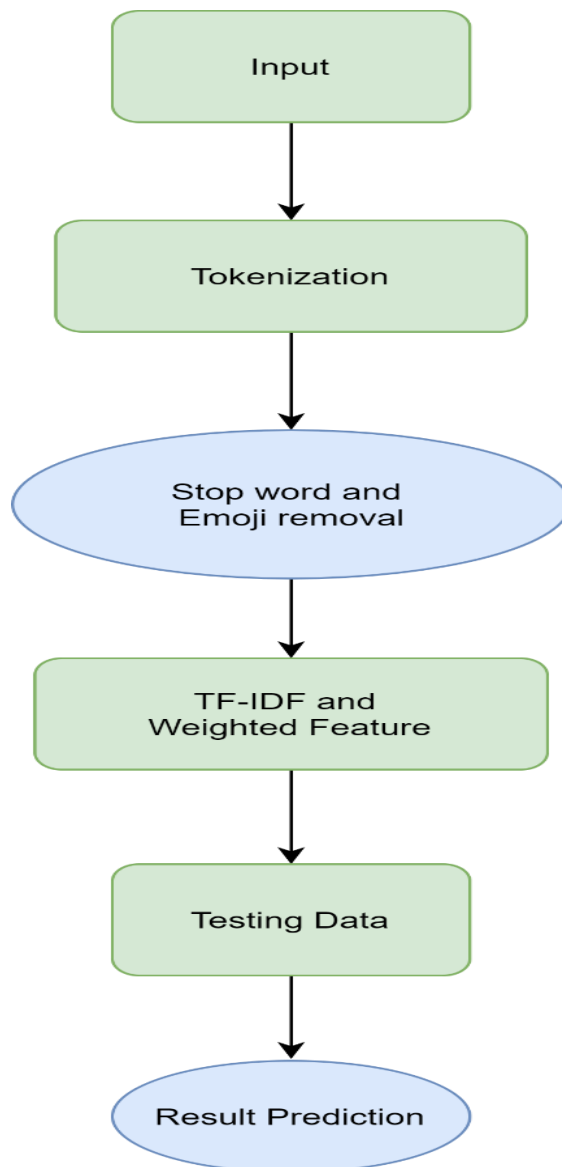 Input
Tokenization
Stop word and
Emoji removal
TF-IDF and
Weighted Feature
Testing Data
Result Prediction